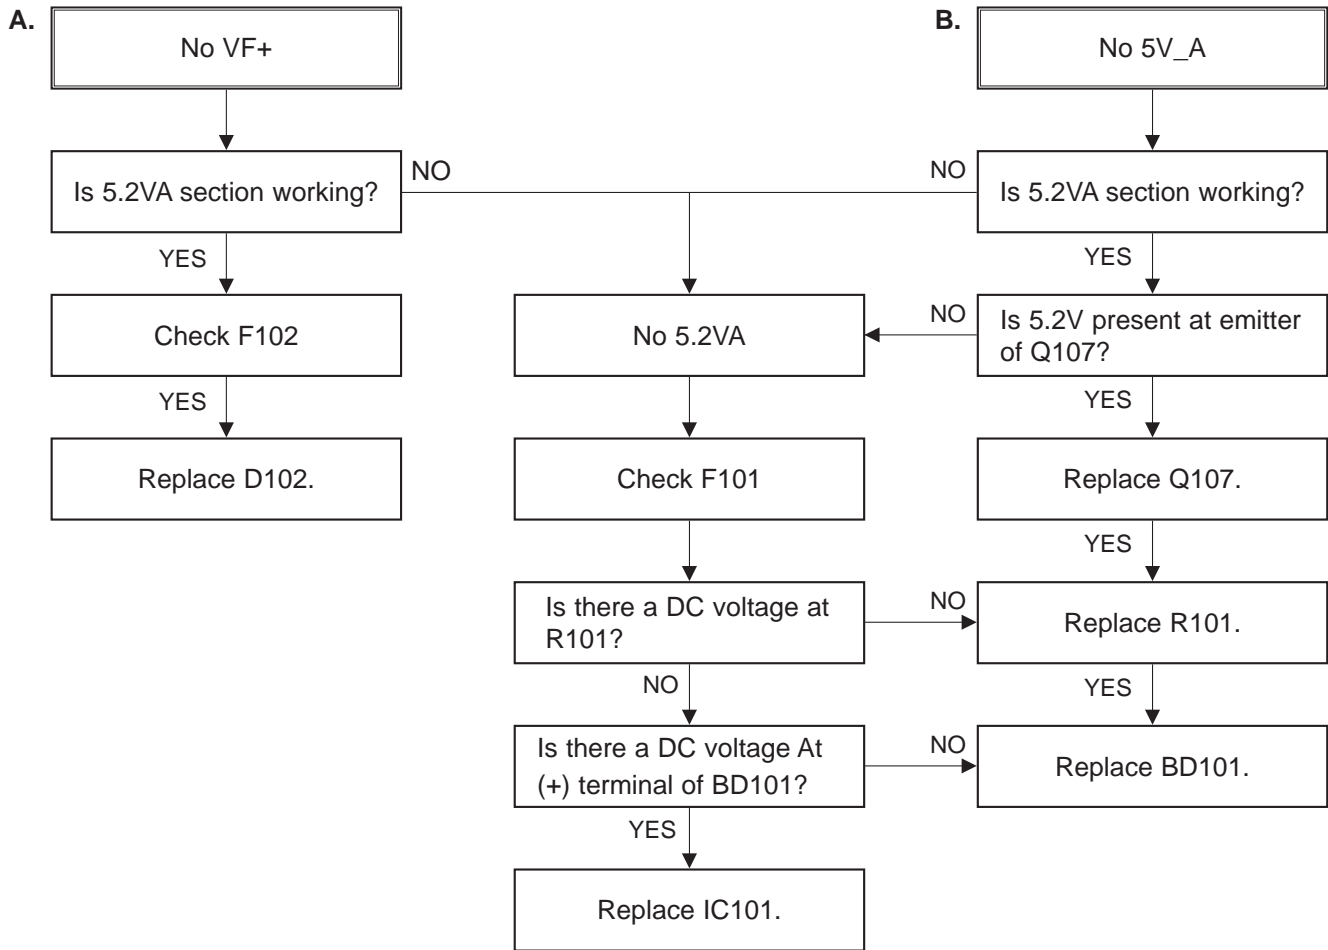 A.
No VF+
B.
No 5V_A
Is 5.2VA section working?
NO
NO
Is 5.2VA section working?
YES
YES
Check F102
No 5.2VA
NO
Is 5.2V present at emitter
of Q107?
YES
YES
Replace D102.
Check F101
Replace Q107.
YES
Is there a DC voltage at
R101?
NO
Replace R101.
NO
YES
Is there a DC voltage At
(+) terminal of BD101?
NO
Replace BD101.
YES
Replace IC101.